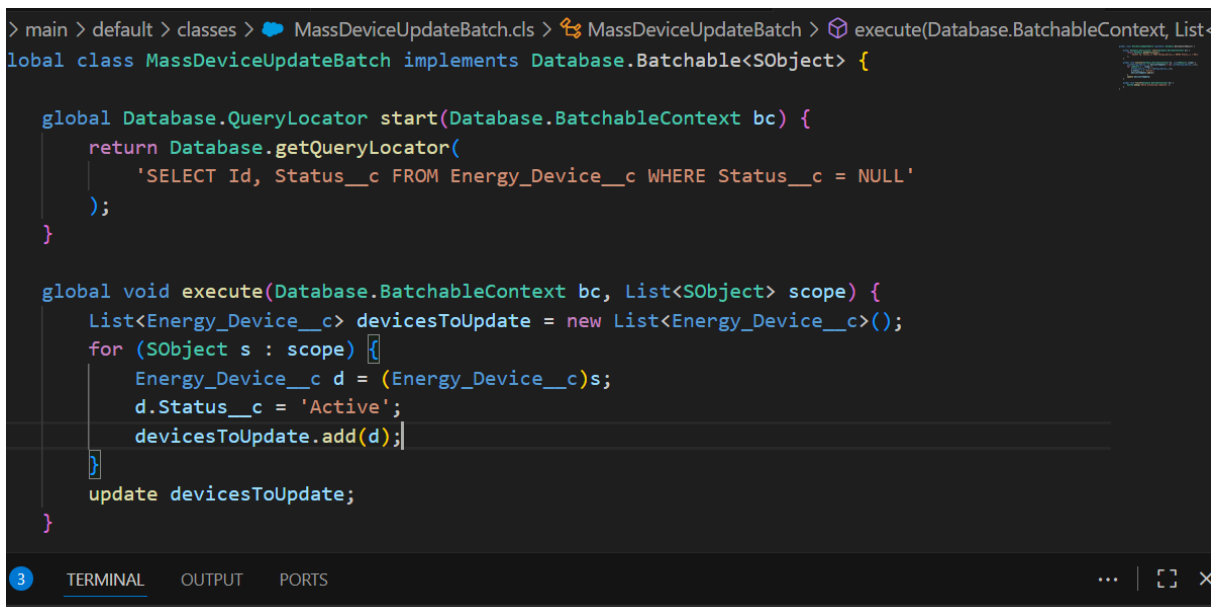 > main > default > classes > MassDeviceUpdateBatch.cls > MassDeviceUpdateBatch > execute(Database.BatchableContext, List<
lobal class MassDeviceUpdateBatch implements Database.Batchable<SObject> {
global Database.QueryLocator start(Database.BatchableContext bc) {
return Database.getQueryLocator(
'SELECT Id, Status__c FROM Energy_Device__c WHERE Status__c = NULL'
);
}
global void execute(Database.BatchableContext bc, List<SObject> scope) {
List<Energy_Device__c> devicesToUpdate = new List<Energy_Device__c>();
for (SObject s : scope) {
Energy_Device__c d = (Energy_Device__c)s;
d.Status__c = 'Active';
devicesToUpdate.add(d);
}
update devicesToUpdate;
}
3 TERMINAL OUTPUT PORTS